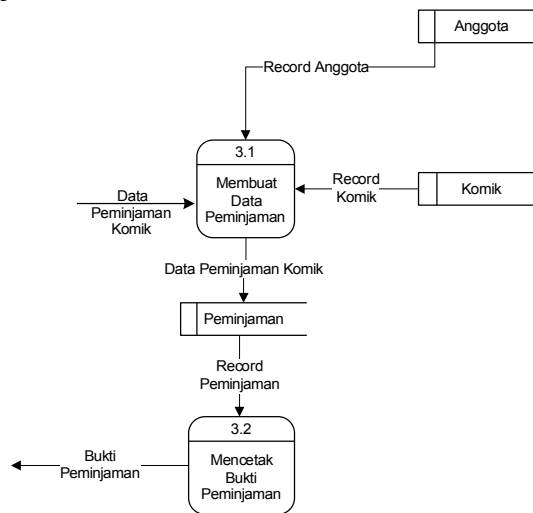 Anggota
Record Anggota
3.1
Membuat
Data
Peminjaman
Record
Komik
Komik
Data
Peminjaman
Komik
Data Peminjaman Komik
Peminjaman
Record
Peminjaman
3.2
Mencetak
Bukti
Peminjaman
Bukti
Peminjaman